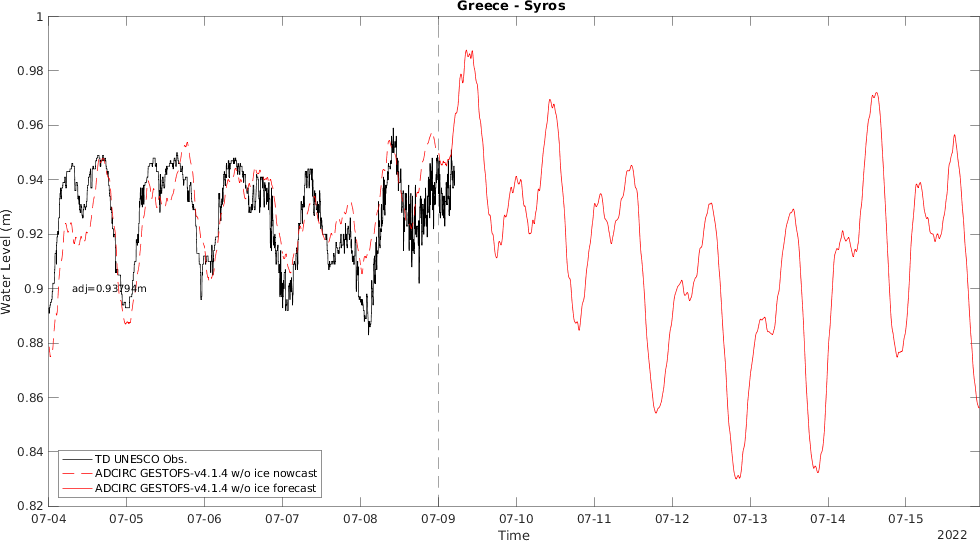 Greece - Syros
1
0.98
0.96
0.94
0.92
0.9
0.88
0.86
0.84
0.82
Water Level (m)
adj=0.93794m
TD UNESCO Obs.
ADCIRC GESTOFS-v4.1.4 w/o ice nowcast
ADCIRC GESTOFS-v4.1.4 w/o ice forecast
07-04 07-05 07-06 07-07 07-08 07-09 07-10 07-11 07-12 07-13 07-14 07-15
Time
2022